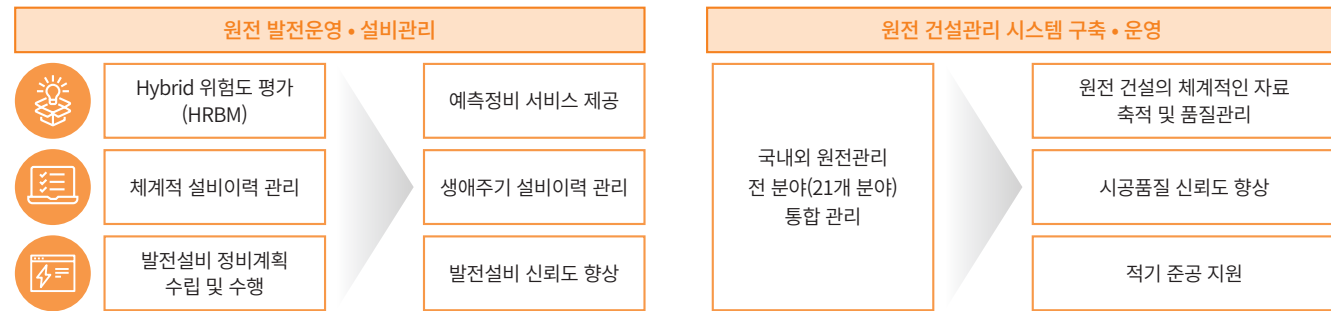 원전 발전운영 • 설비관리
Hybrid 위험도 평가
(HRBM)
예측정비 서비스 제공
체계적 설비이력 관리
생애주기 설비이력 관리
발전설비 정비계획
수립 및 수행
발전설비 신뢰도 향상
원전 건설관리 시스템 구축 • 운영
국내외 원전관리
전 분야(21개 분야)
통합 관리
원전 건설의 체계적인 자료
축적 및 품질관리
시공품질 신뢰도 향상
적기 준공 지원